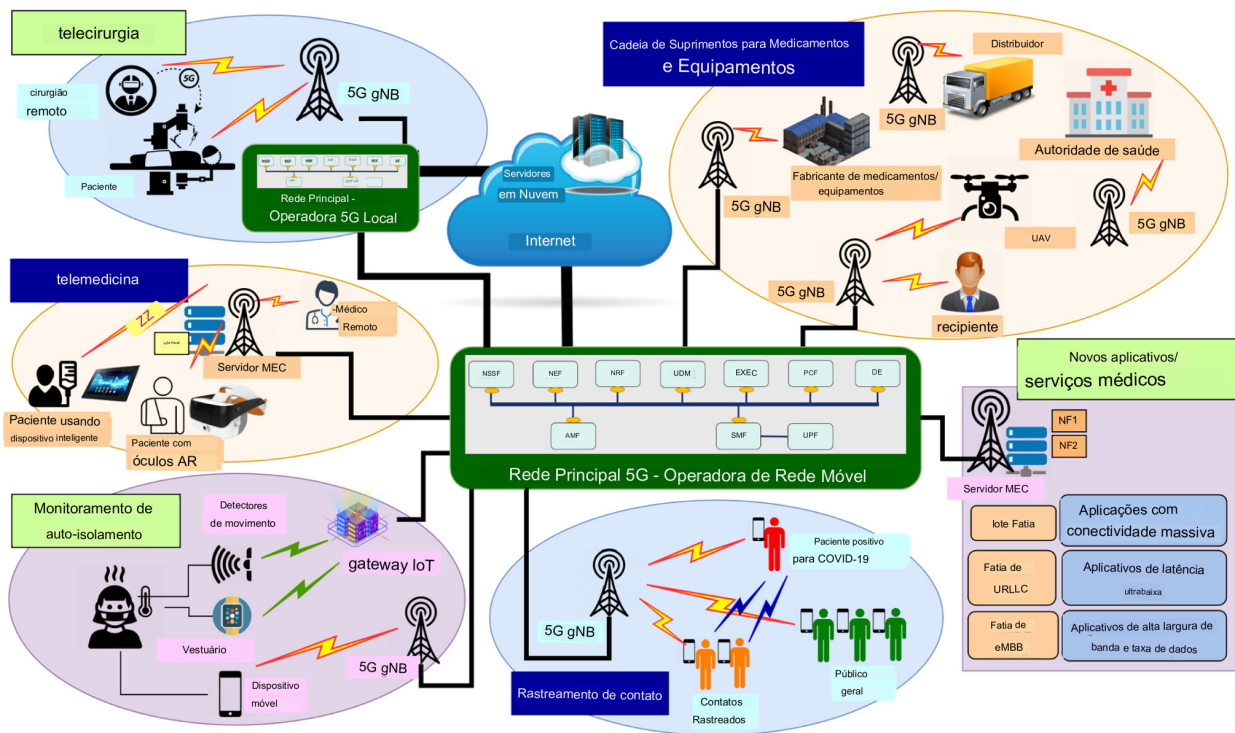 telecirurgia
cirurgião
remoto
5G
5G gNB
Paciente
Rede Principal -
Operadora 5G Local
Servidores
em Nuvem
Internet
Cadeia de Suprimentos para Medicamentos
e Equipamentos
Distribuidor
5G gNB
Autoridade de saúde
Fabricante de medicamentos/
equipamentos
5G gNB
5G gNB
UAV
5G gNB
recipiente
telemedicina
ZZ
Médico
Remoto
Servidor MEC
Paciente usando
dispositivo inteligente
Paciente com
óculos AR
NSSF
NEF
NRF
UDM
EXEC
PCF
DE
AMF
SMF
UPF
Rede Principal 5G - Operadora de Rede Móvel
Novos aplicativos/
serviços médicos
NF1
NF2
Servidor MEC
Iote Fatia
Aplicações com
conectividade massiva
Fatia de
URLLC
Aplicativos de latência
ultrabaixa
Fatia de
eMBB
Aplicativos de alta largura de
banda e taxa de dados
Monitoramento de
auto-isolamento
Detectores
de movimento
gateway IoT
Vestuário
5G gNB
Dispositivo
móvel
Paciente positivo
para COVID-19
5G gNB
Rastreamento de contato
Contatos
Rastreados
Público
geral